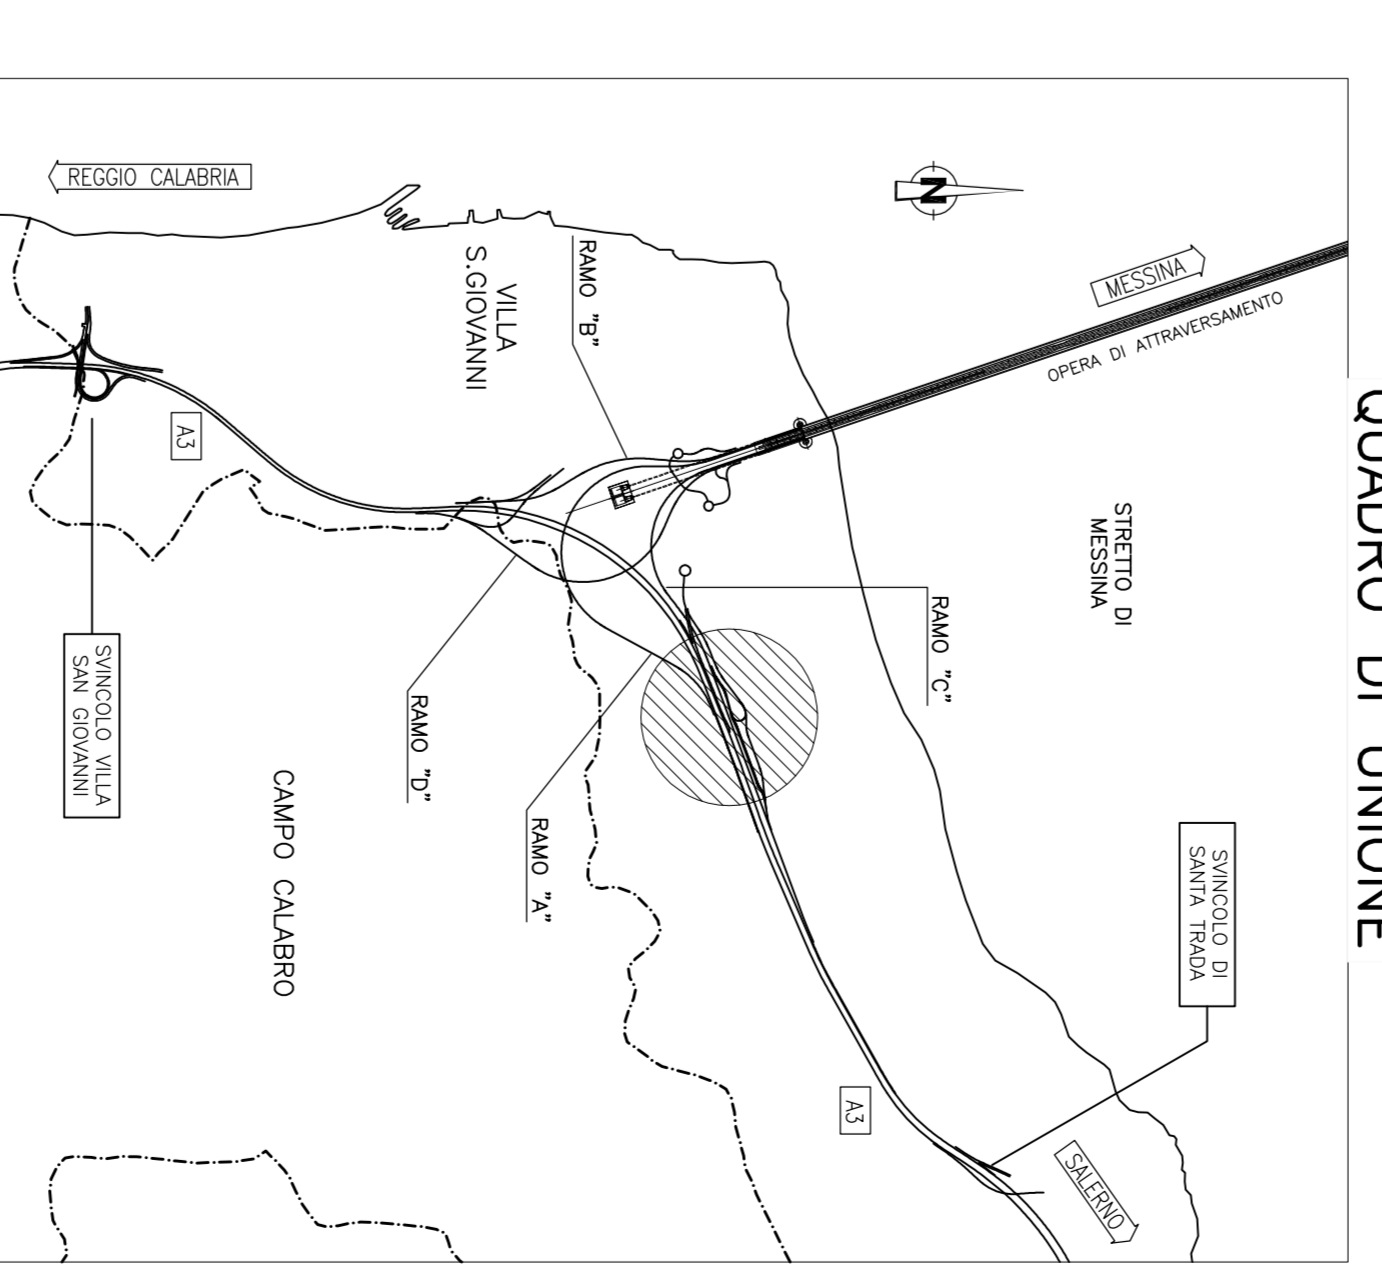 QUADRO DI UNIONE
REGGIO CALABRIA
N
MESSINA
OPERA DI ATTRAVERSAMENTO
VILLA
S.GIOVANNI
RAMO "B"
A3
STRETTO DI
MESSINA
RAMO "C"
SVINCOLO VILLA
SAN GIOVANNI
RAMO "D"
RAMO "A"
CAMPO CALABRO
SVINCOLO DI
SANTA TRADA
A3
SALERNO